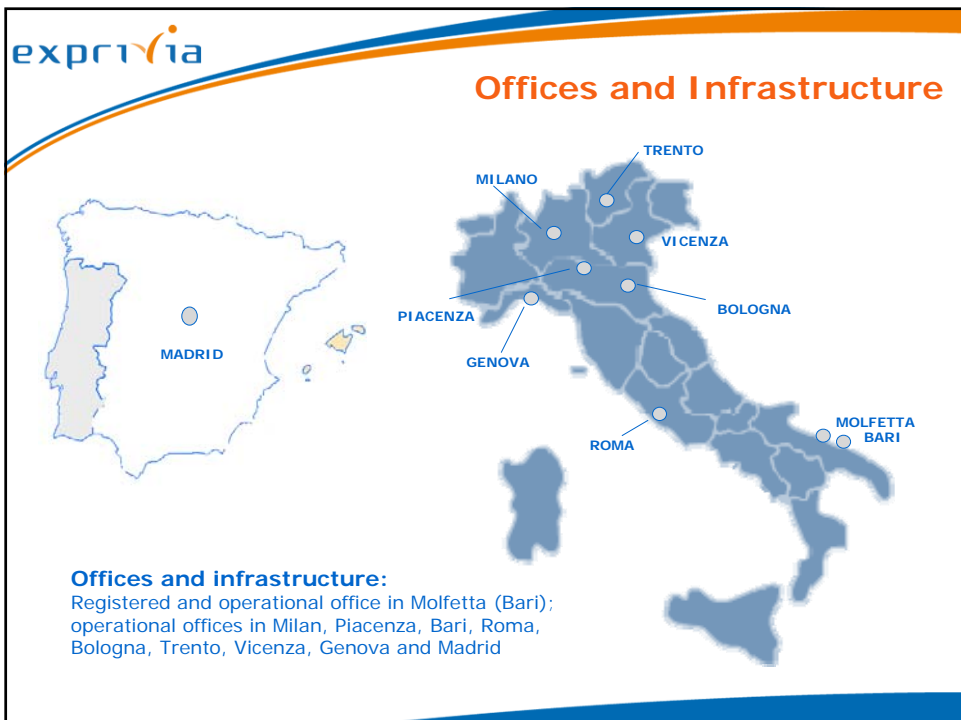 exprivia
Offices and Infrastructure
TRENTO
MILANO
VICENZA
BOLOGNA
PIACENZA
MADRID
GENOVA
MOLFETTA
BARI
ROMA
Offices and infrastructure:
Registered and operational office in Molfetta (Bari);
operational offices in Milan, Piacenza, Bari, Roma,
Bologna, Trento, Vicenza, Genova and Madrid